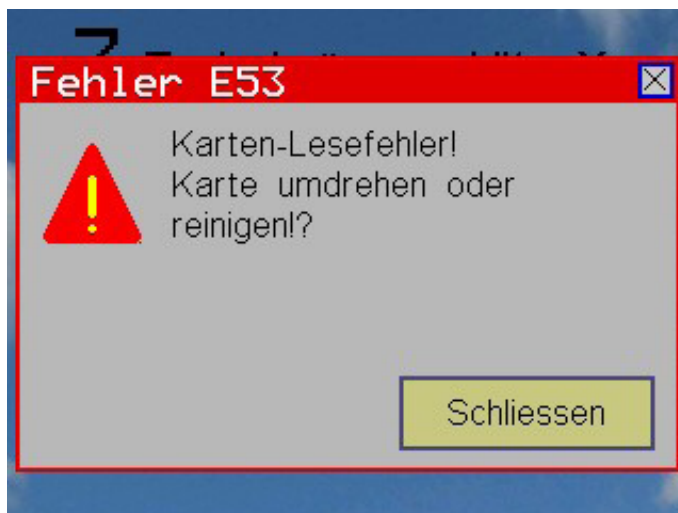 Fehler E53
Karten-Lesefehler!
Karte umdrehen oder
reinigen!?
Schliessen